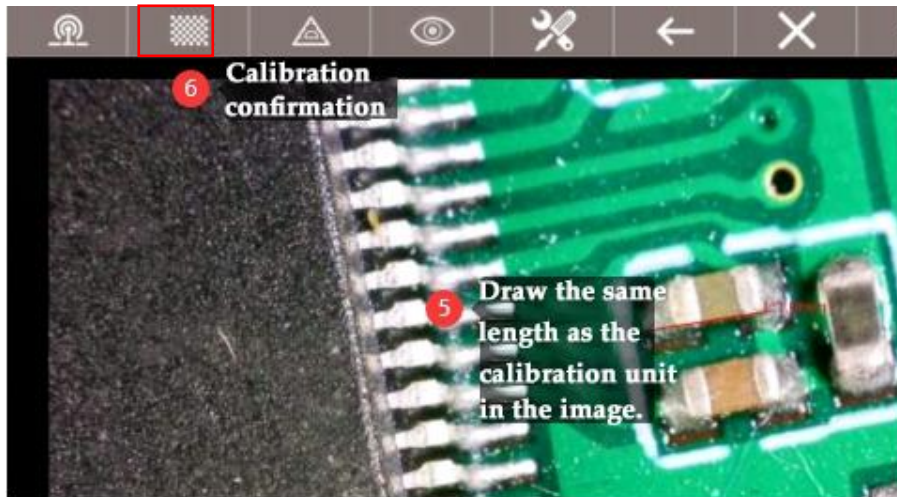 6
Calibration
confirmation
5
Draw the same
length as the
calibration unit
in the image.